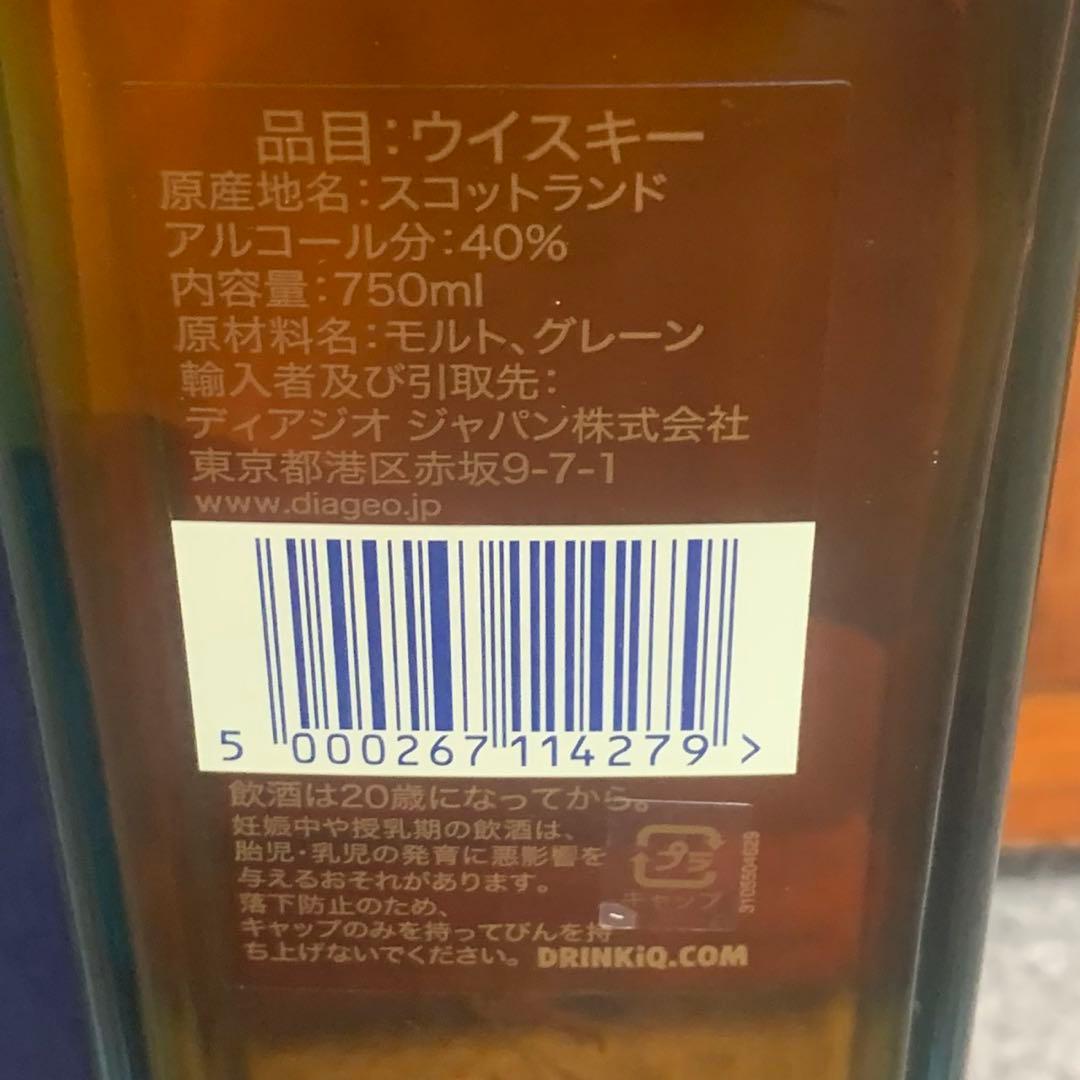 品目:ウイスキー
原産地名:スコットランド
アルコール分:40%
内容量:750ml
原材料名:モルト、グレーン
輸入者及び引取先:
ディアジオ ジャパン株式会社
東京都港区赤坂9-7-1
www.diageo.jp
5 000267 114279 >
飲酒は20歳になってから。
妊娠中や授乳期の飲酒は、
胎児・乳児の発育に悪影響を
与えるおそれがあります。
落下防止のため、
キャップのみを持ってびんを持
ち上げないでください。
プラ
キャップ
DRINKiQ.COM